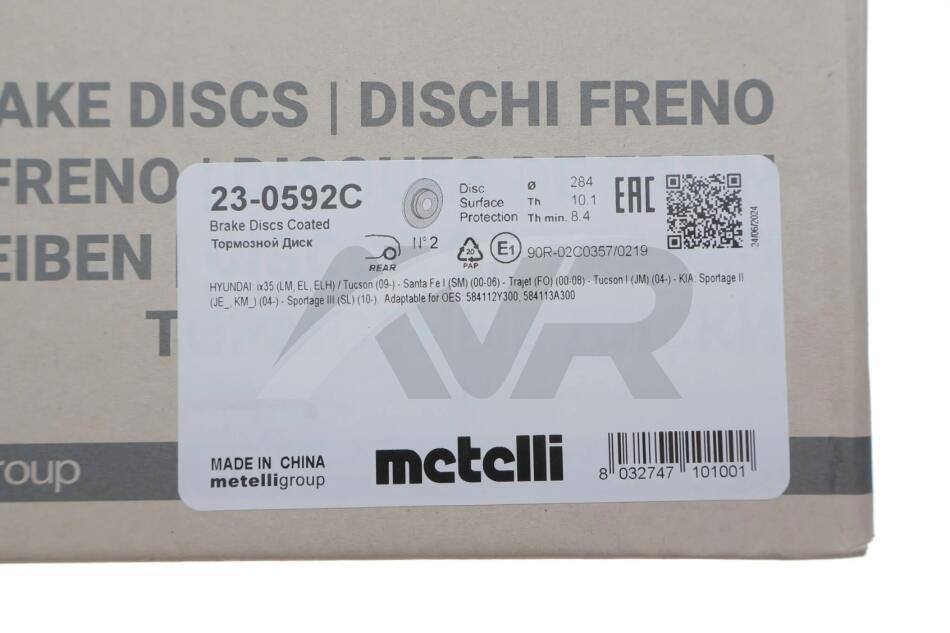 AKE DISCS | DISCHI FRENO
FRENO
EIBEN
23-0592C
Brake Discs Coated
Тормозной Диск
Disc Ø 284
Surface Th 10.1
Protection Th min. 8.4
EAC
24/06/2024
REAR
N° 2
20
PAP
E1
90R-02C0357/0219
HYUNDAI: ix35 (LM, EL, ELH) / Tucson (09-) - Santa Fe I (SM) (00-06) - Trajet (FO) (00-08) - Tucson I (JM) (04-) - KIA: Sportage II
(JE_, KM_) (04-) - Sportage III (SL) (10-). Adaptable for OES: 584112Y300, 584113A300
AVR
MADE IN CHINA
metelligroup
metelli
8 032747 101001
roup